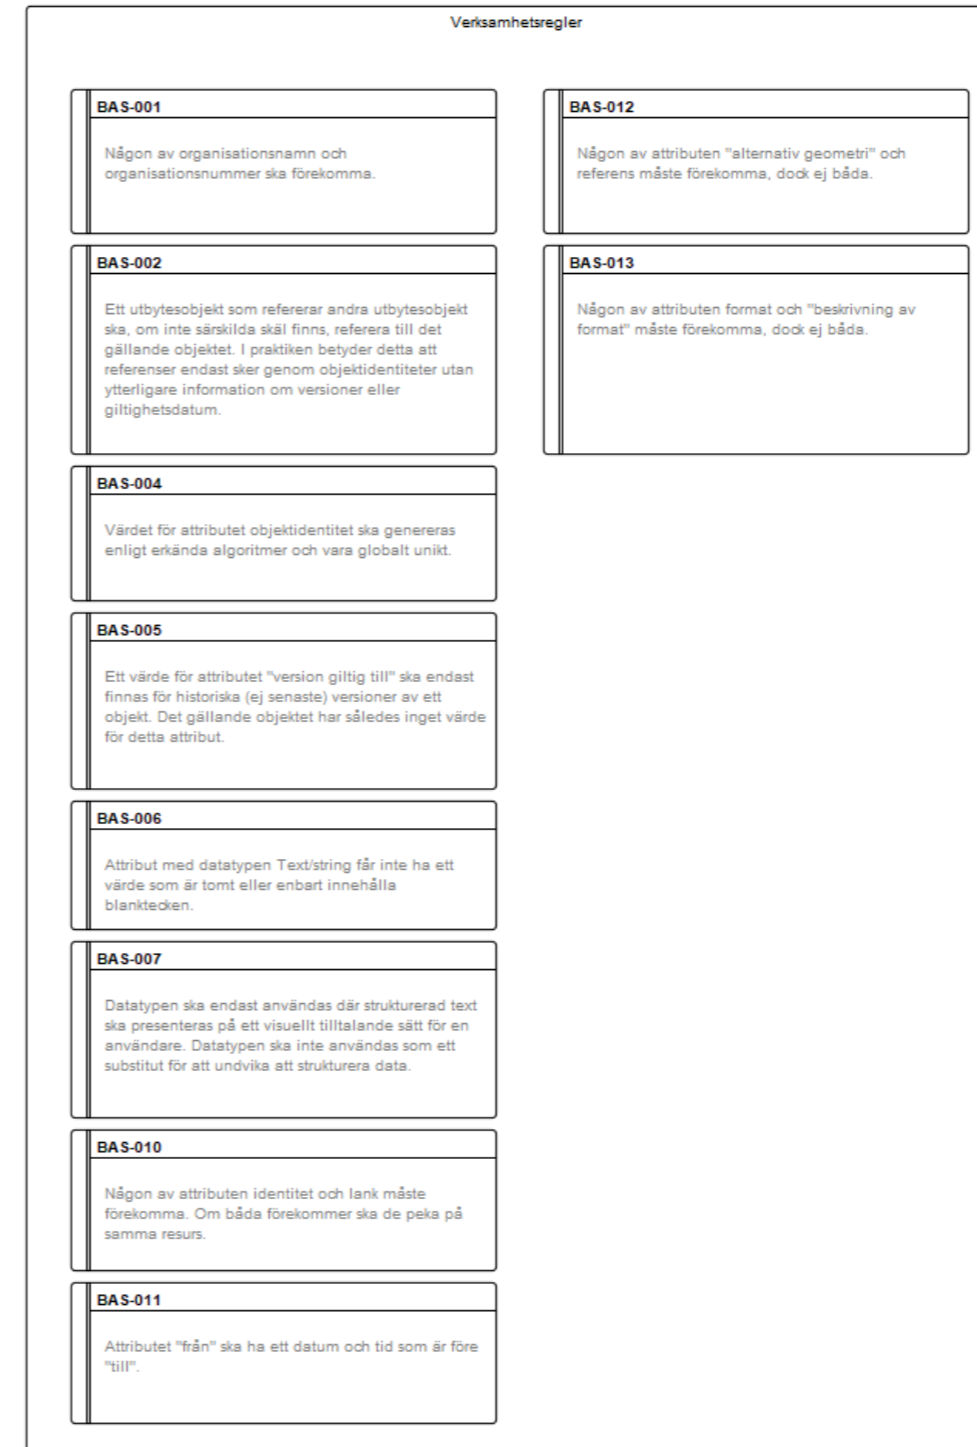 Verksamhetsregler
BAS-001
Någon av organisationsnamn och
organisationsnummer ska förekomma.
BAS-002
Ett utbytesobjekt som refererar andra utbytesobjekt
ska, om inte särskilda skäl finns, referera till det
gällande objektet. I praktiken betyder detta att
referenser endast sker genom objektidentiteter utan
ytterligare information om versioner eller
giltighetsdatum.
BAS-004
Värdet för attributet objektidentitet ska genereras
enligt erkända algoritmer och vara globalt unikt.
BAS-005
Ett värde för attributet "version giltig till" ska endast
finnas för historiska (ej senaste) versioner av ett
objekt. Det gällande objektet har således inget värde
för detta attribut.
BAS-006
Attribut med datatypen Text/string får inte ha ett
värde som är tomt eller enbart innehålla
blanktecken.
BAS-007
Datatypen ska endast användas där strukturerad text
ska presenteras på ett visuellt tilltalande sätt för en
användare. Datatypen ska inte användas som ett
substitut för att undvika att strukturera data.
BAS-010
Någon av attributen identitet och lank måste
förekomma. Om båda förekommer ska de peka på
samma resurs.
BAS-011
Attributet "från" ska ha ett datum och tid som är före
"till".
BAS-012
Någon av attributen "alternativ geometri" och
referens måste förekomma, dock ej båda.
BAS-013
Någon av attributen format och "beskrivning av
format" måste förekomma, dock ej båda.